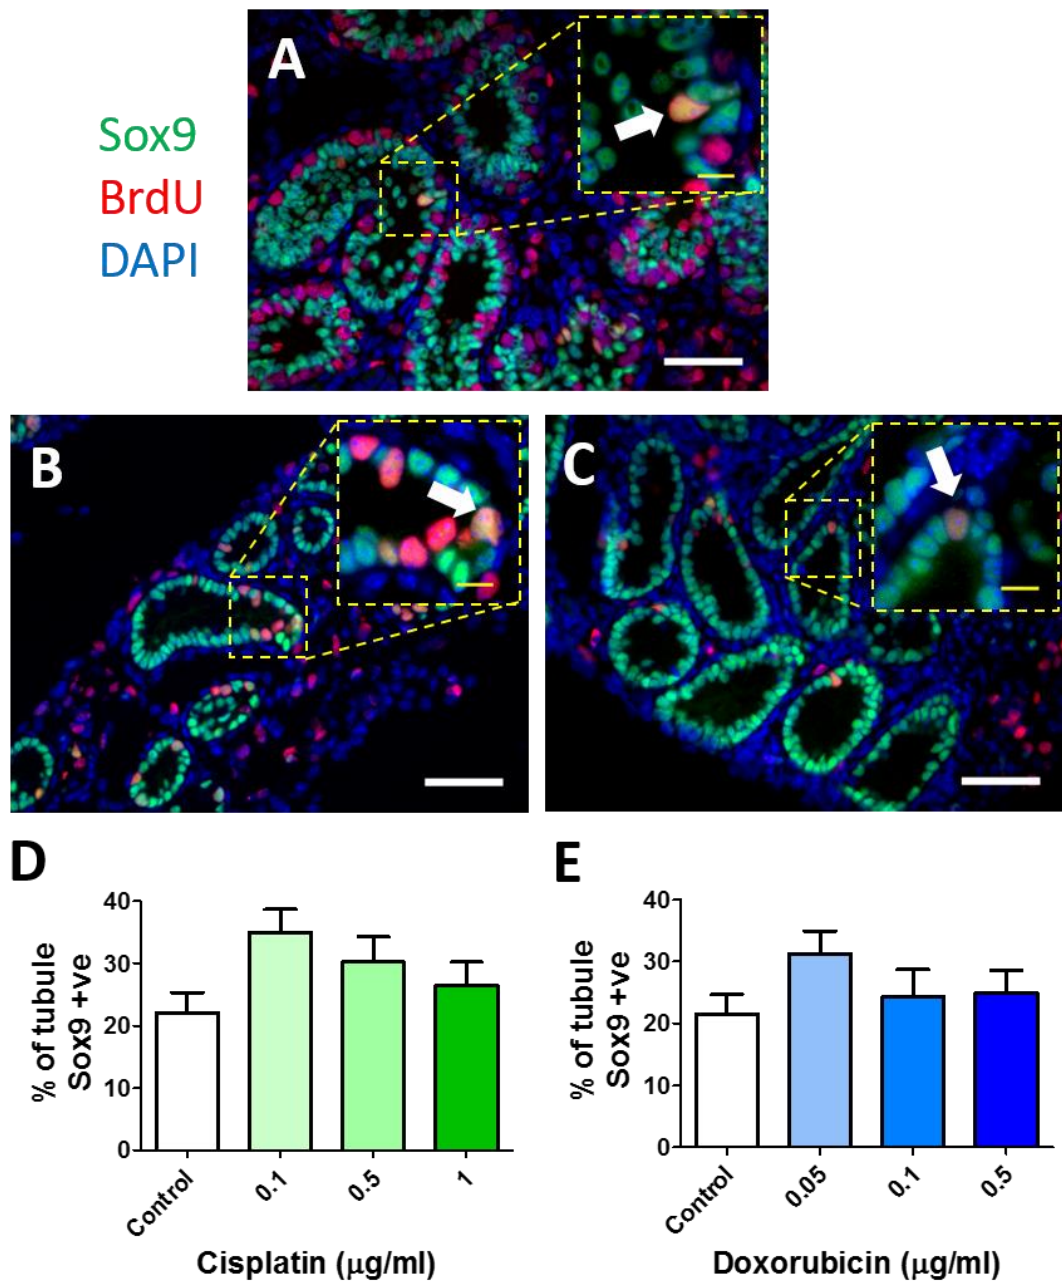 A
Sox9
BrdU
DAPI
B
C
D
40
30
20
10
0
% of tubule
Sox9 +ve
Control
0.1
0.5
1
Cisplatin (μg/ml)
E
40
30
20
10
0
% of tubule
Sox9 +ve
Control
0.05
0.1
0.5
Doxorubicin (μg/ml)